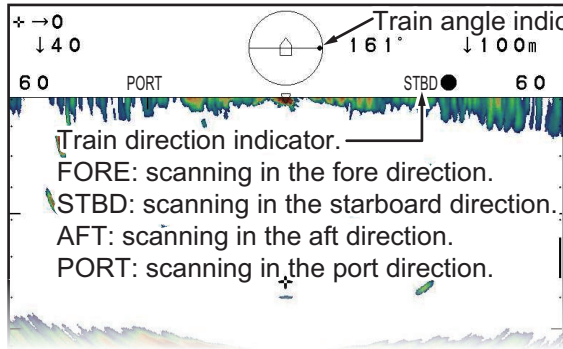 →0
Train angle indic
↓40
161°
↓100m
60
PORT
STBD
60
Train direction indicator.
FORE: scanning in the fore direction.
STBD: scanning in the starboard direction.
AFT: scanning in the aft direction.
PORT: scanning in the port direction.